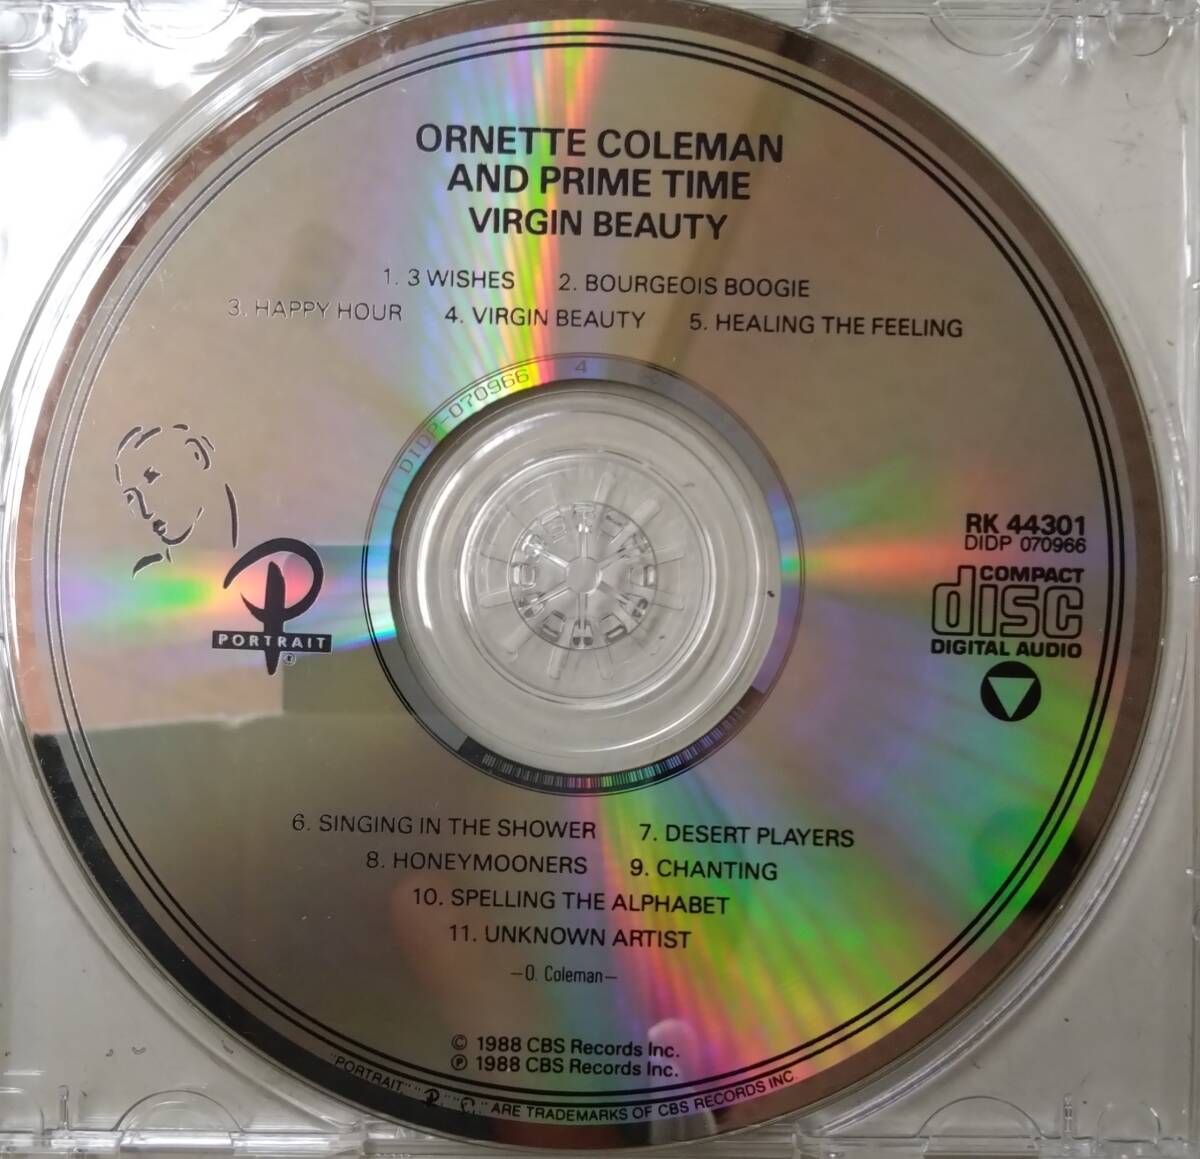 ORNETTE COLEMAN
AND PRIME TIME
VIRGIN BEAUTY
1. 3 WISHES 2. BOURGEOIS BOOGIE
3. HAPPY HOUR 4. VIRGIN BEAUTY 5. HEALING THE FEELING
DIDP-070966 4
PORTRAIT
RK 44301
DIDP 070966
COMPACT
disc
DIGITAL AUDIO
6. SINGING IN THE SHOWER 7. DESERT PLAYERS
8. HONEYMOONERS 9. CHANTING
10. SPELLING THE ALPHABET
11. UNKNOWN ARTIST
—O. Coleman—
© 1988 CBS Records Inc.
℗ 1988 CBS Records Inc.
"PORTRAIT" ARE TRADEMARKS OF CBS RECORDS INC.